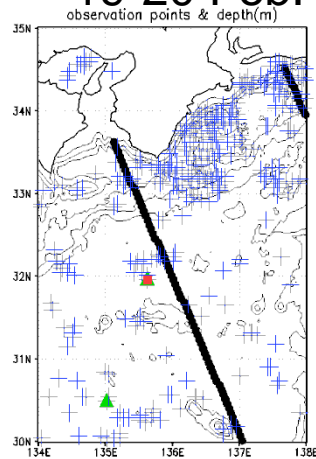 observation points & depth(m)
35N
34N
33N
32N
31N
30N
134E 135E 136E 137E 138E